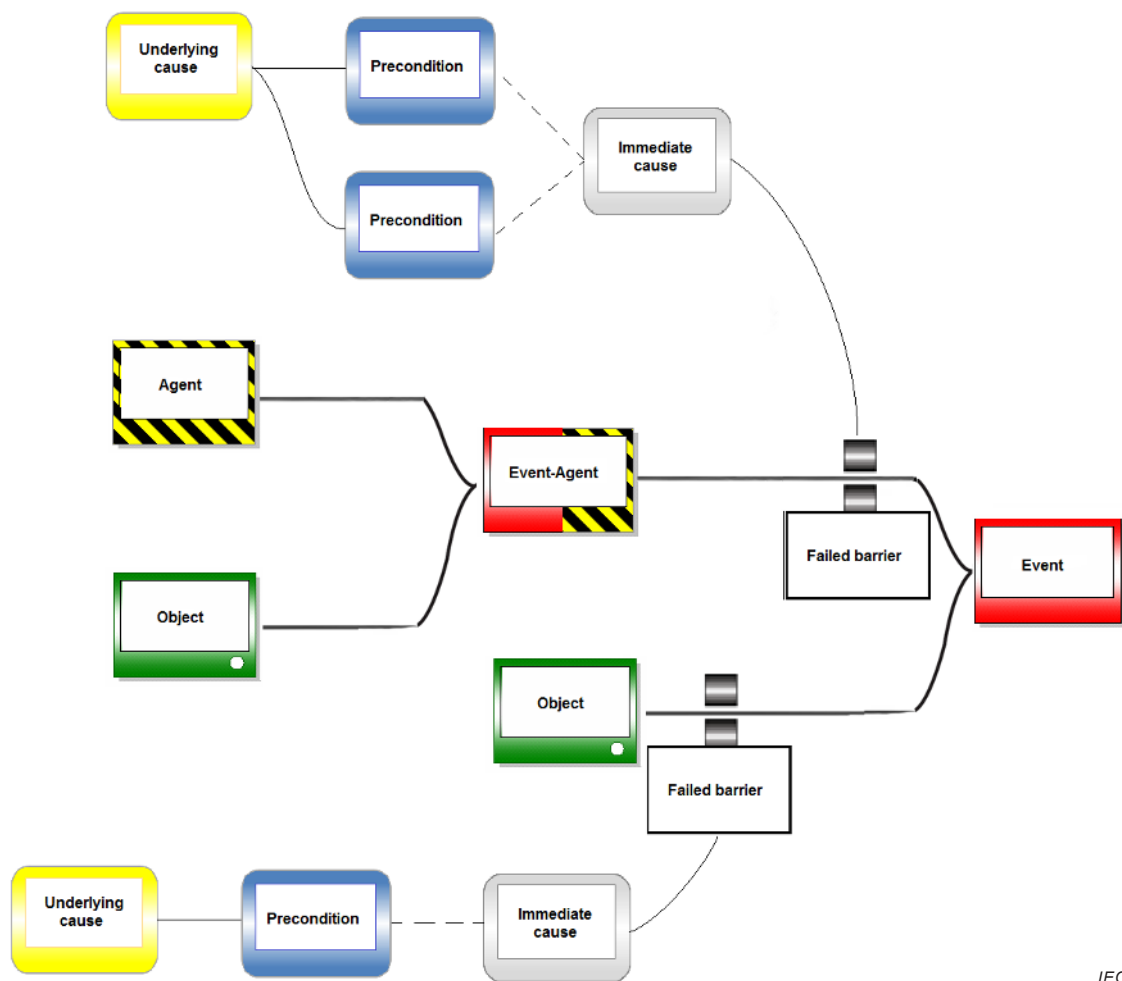 Underlying
cause
Precondition
Precondition
Immediate
cause
Agent
Event-Agent
Failed barrier
Event
Object
Object
Failed barrier
Underlying
cause
Precondition
Immediate
cause